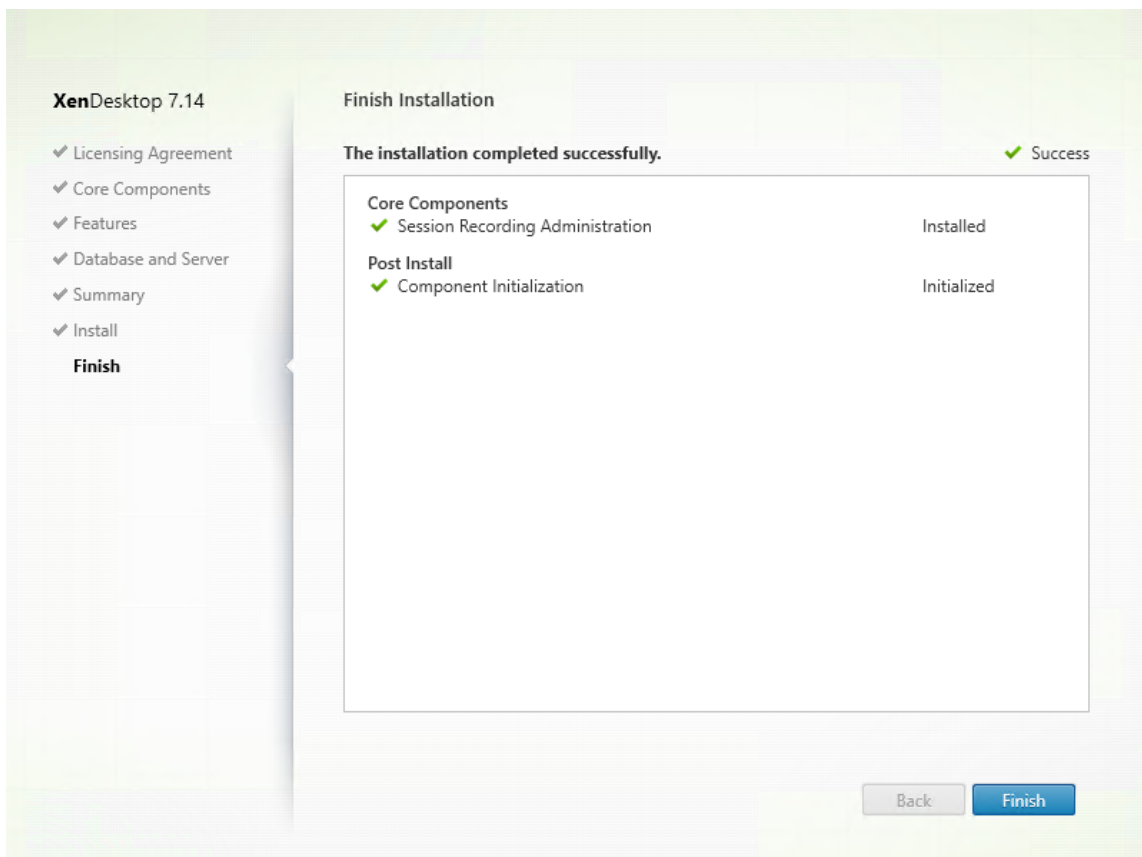 XenDesktop 7.14
Licensing Agreement
Core Components
Features
Database and Server
Summary
Install
Finish
Finish Installation
The installation completed successfully.
Success
Core Components
Session Recording Administration Installed
Post Install
Component Initialization Initialized
Back Finish